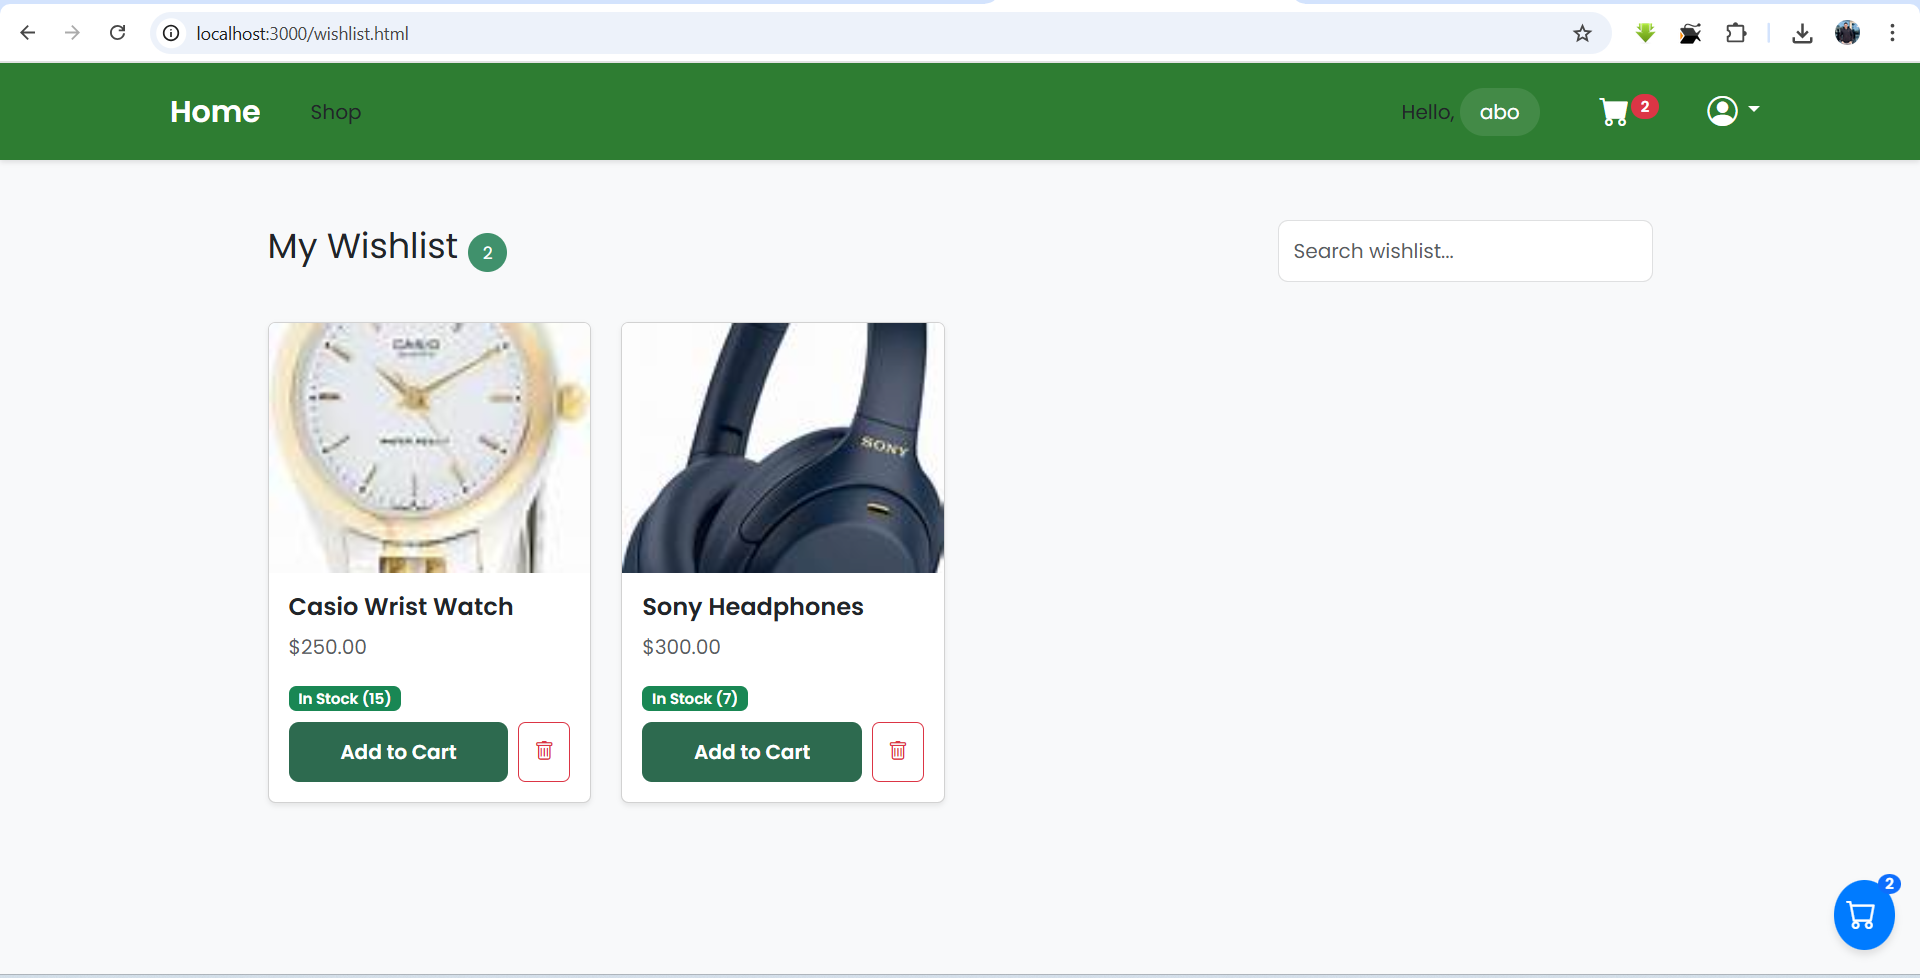 localhost:3000/wishlist.html
Home Shop Hello, abo 2
My Wishlist 2
Search wishlist...
CASIO
SONY
Casio Wrist Watch
$250.00
In Stock (15)
Add to Cart
Sony Headphones
$300.00
In Stock (7)
Add to Cart
2